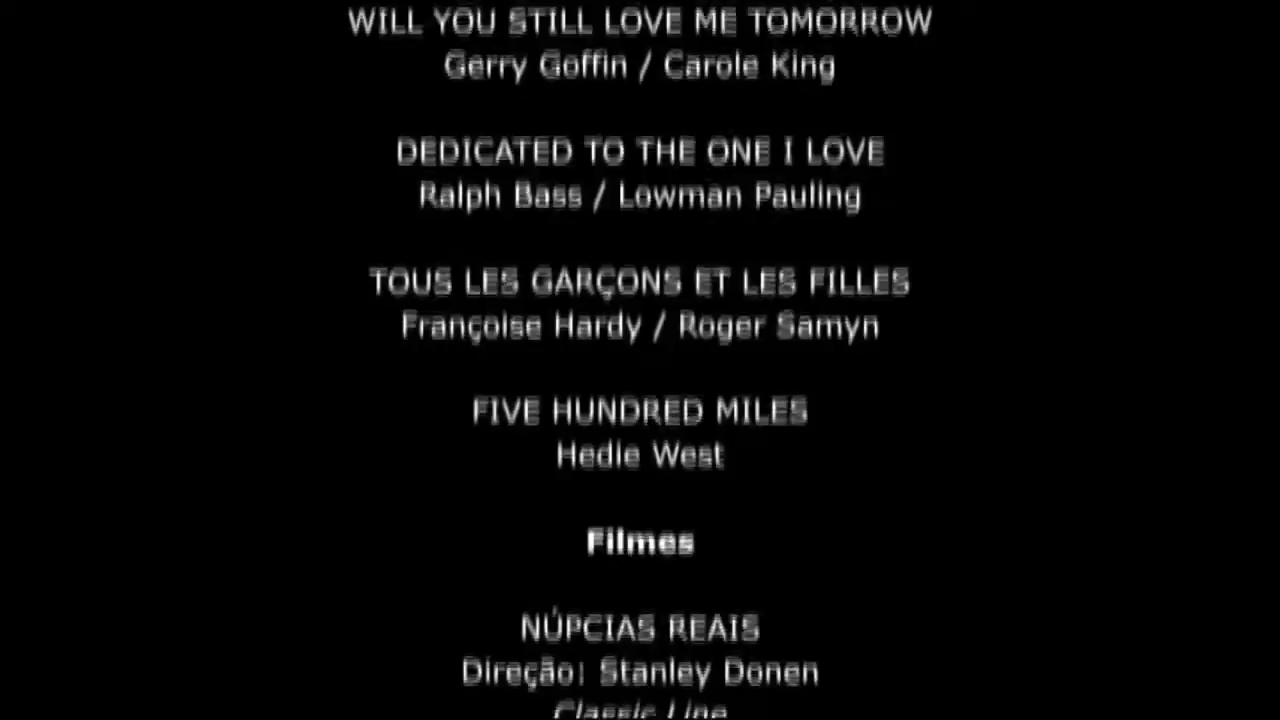 WILL YOU STILL LOVE ME TOMORROW
Gerry Goffin / Carole King
DEDICATED TO THE ONE I LOVE
Ralph Bass / Lowman Pauling
TOUS LES GARÇONS ET LES FILLES
Françoise Hardy / Roger Samyn
FIVE HUNDRED MILES
Hedie West
Filmes
NÚPCIAS REAIS
Direção: Stanley Donen
Classic Line